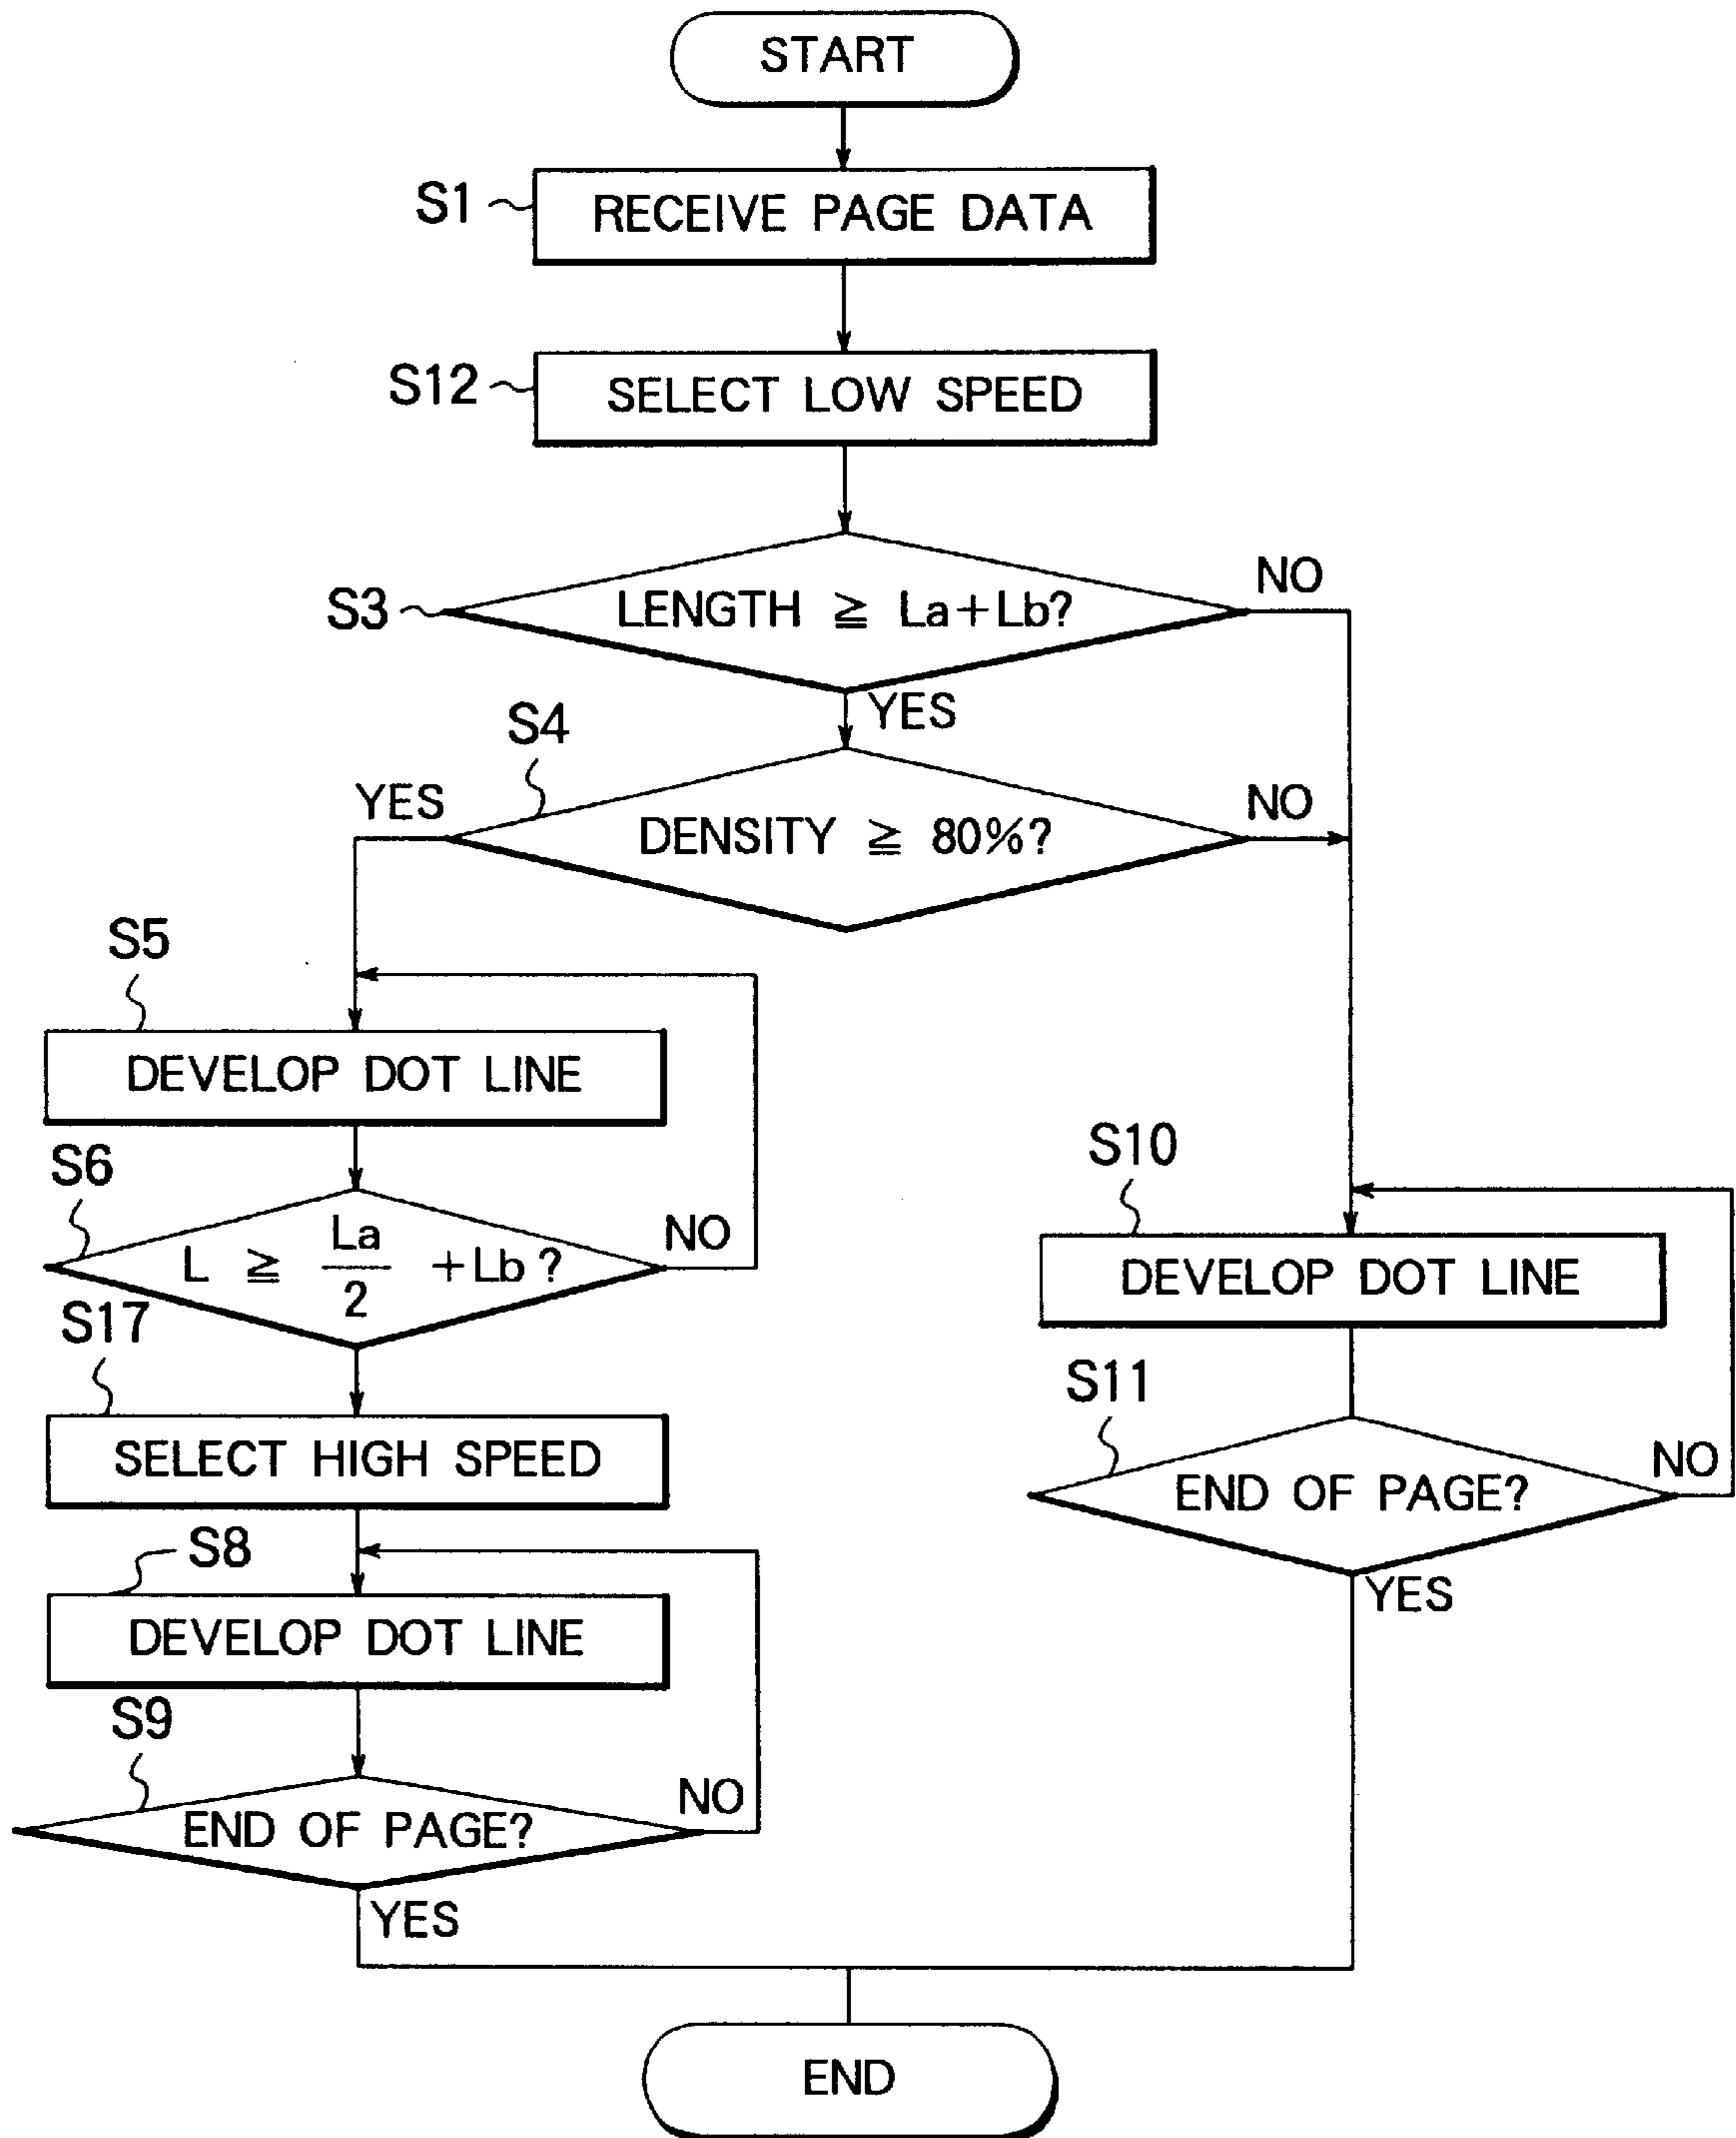 START
S1
RECEIVE PAGE DATA
S12
SELECT LOW SPEED
S3
LENGTH ≧ La+Lb?
NO
YES
S4
YES
DENSITY ≧ 80%?
NO
S5
DEVELOP DOT LINE
S6
L ≧ La/2 +Lb?
NO
S17
SELECT HIGH SPEED
S8
DEVELOP DOT LINE
S9
END OF PAGE?
NO
YES
S10
DEVELOP DOT LINE
S11
END OF PAGE?
NO
YES
END